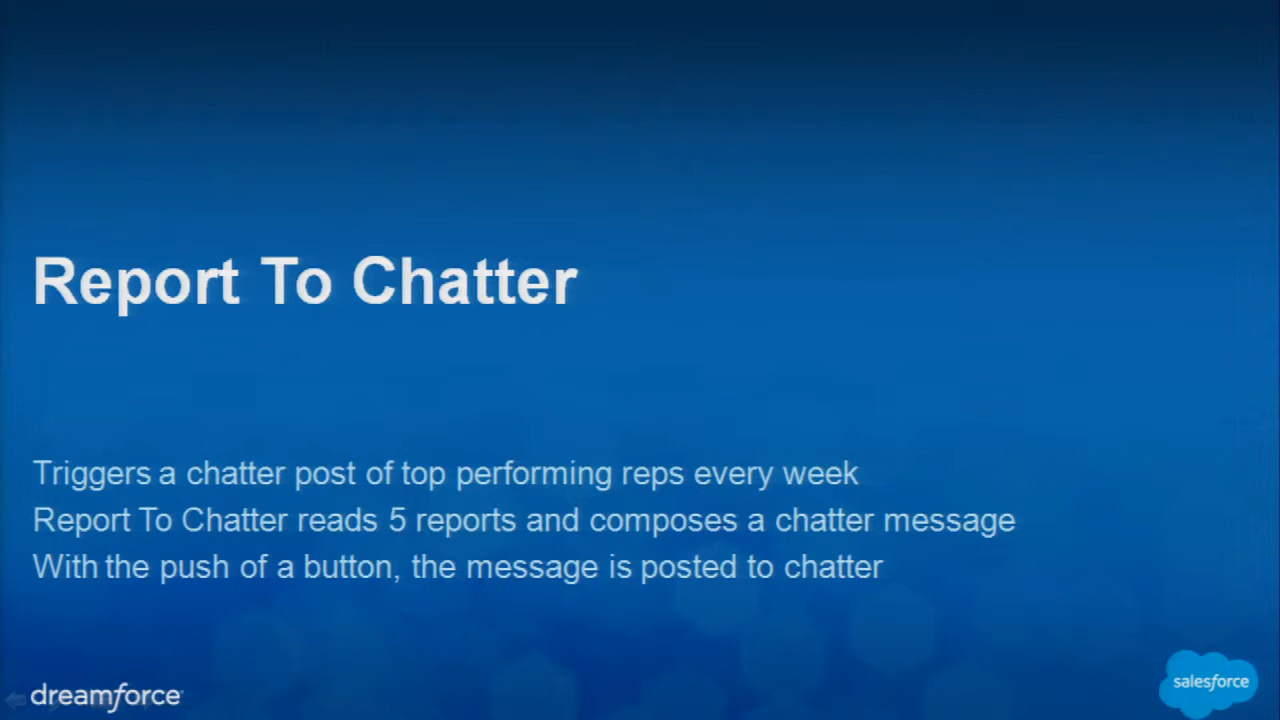 Report To Chatter
Triggers a chatter post of top performing reps every week
Report To Chatter reads 5 reports and composes a chatter message
With the push of a button, the message is posted to chatter
dreamforce
salesforce